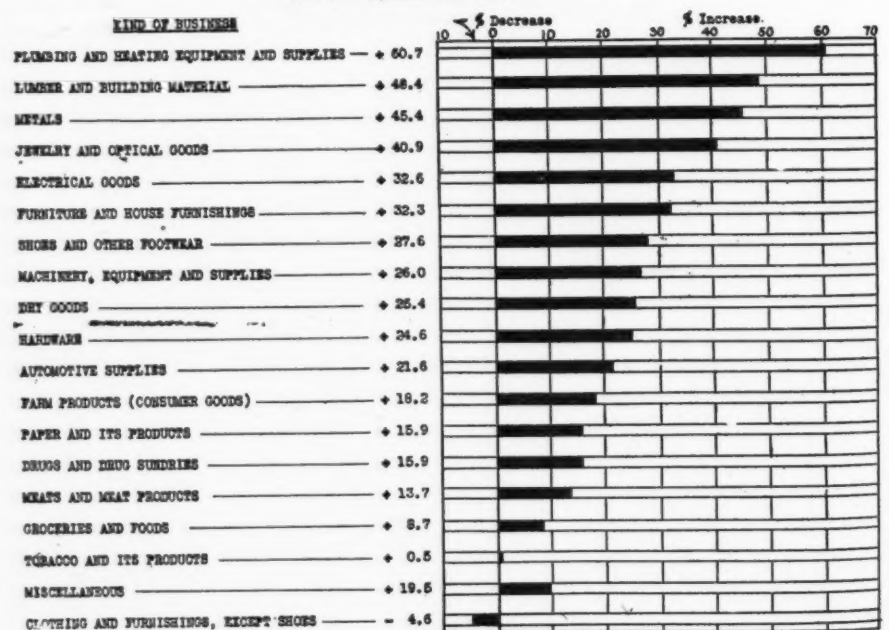 KIND OF BUSINESS
% Decrease % Increase.
10 0 10 20 30 40 50 60 70
PLUMBING AND HEATING EQUIPMENT AND SUPPLIES + 60.7
LUMBER AND BUILDING MATERIAL + 48.4
METALS + 45.4
JEWELRY AND OPTICAL GOODS + 40.9
ELECTRICAL GOODS + 32.6
FURNITURE AND HOUSE FURNISHINGS + 32.3
SHOES AND OTHER FOOTWEAR + 27.6
MACHINERY, EQUIPMENT AND SUPPLIES + 26.0
DRY GOODS + 25.4
HARDWARE + 24.6
AUTOMOTIVE SUPPLIES + 21.6
FARM PRODUCTS (CONSUMER GOODS) + 18.2
PAPER AND ITS PRODUCTS + 15.9
DRUGS AND DRUG SUNDRIES + 15.9
MEATS AND MEAT PRODUCTS + 13.7
GROCERIES AND FOODS + 8.7
TOBACCO AND ITS PRODUCTS + 0.5
MISCELLANEOUS + 19.5
CLOTHING AND FURNISHINGS, EXCEPT SHOES - 4.6